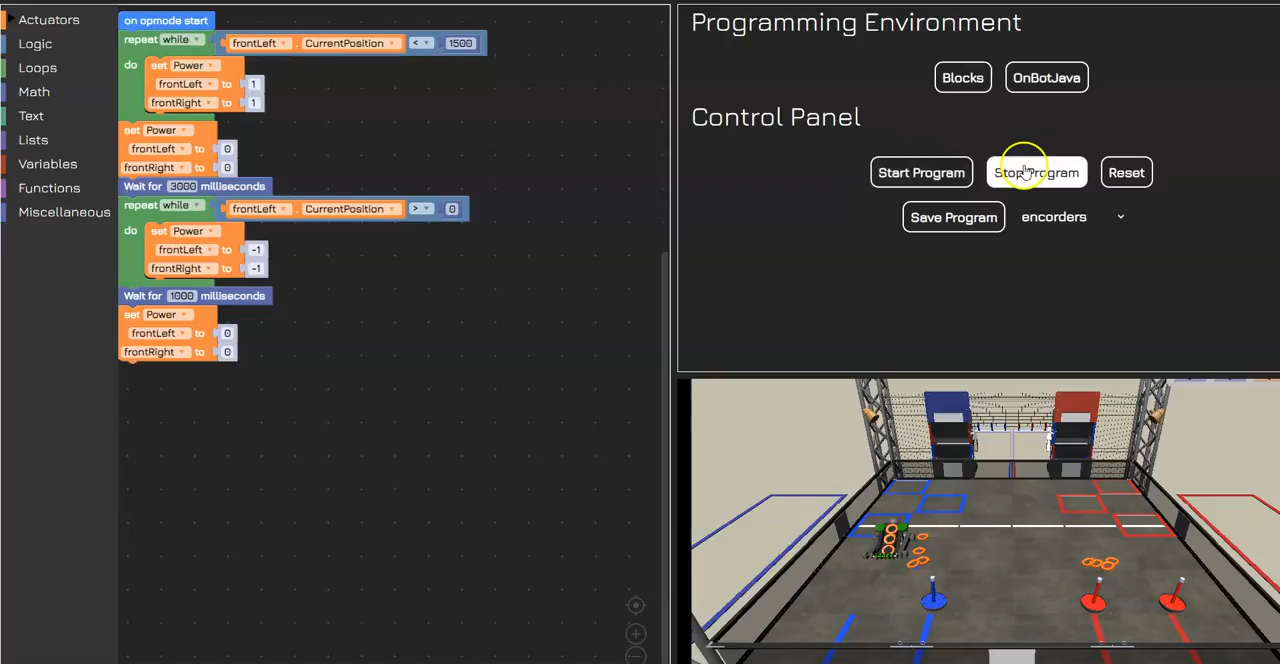 Actuators
Logic
Loops
Math
Text
Lists
Variables
Functions
Miscellaneous
on opmode start
repeat while frontLeft . CurrentPosition < 1500
do set Power
frontLeft to 1
frontRight to 1
set Power
frontLeft to 0
frontRight to 0
Wait for 3000 milliseconds
repeat while frontLeft . CurrentPosition > 0
do set Power
frontLeft to -1
frontRight to -1
Wait for 1000 milliseconds
set Power
frontLeft to 0
frontRight to 0
Programming Environment
Blocks OnBotJava
Control Panel
Start Program Stop Program Reset
Save Program encorders